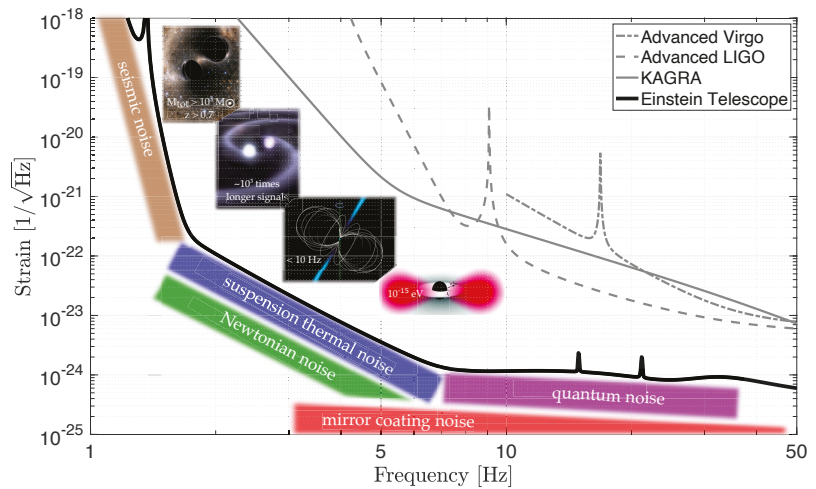 10-18
10-19
10-20
10-21
10-22
10-23
10-24
10-25
Strain [1/√Hz]
1
5
10
50
Frequency [Hz]
Advanced Virgo
Advanced LIGO
KAGRA
Einstein Telescope
seismic noise
Mtot > 10³ M⊙
z > 0.7
~10³ times
longer signals
< 10 Hz
10-15 eV
suspension thermal noise
Newtonian noise
quantum noise
mirror coating noise